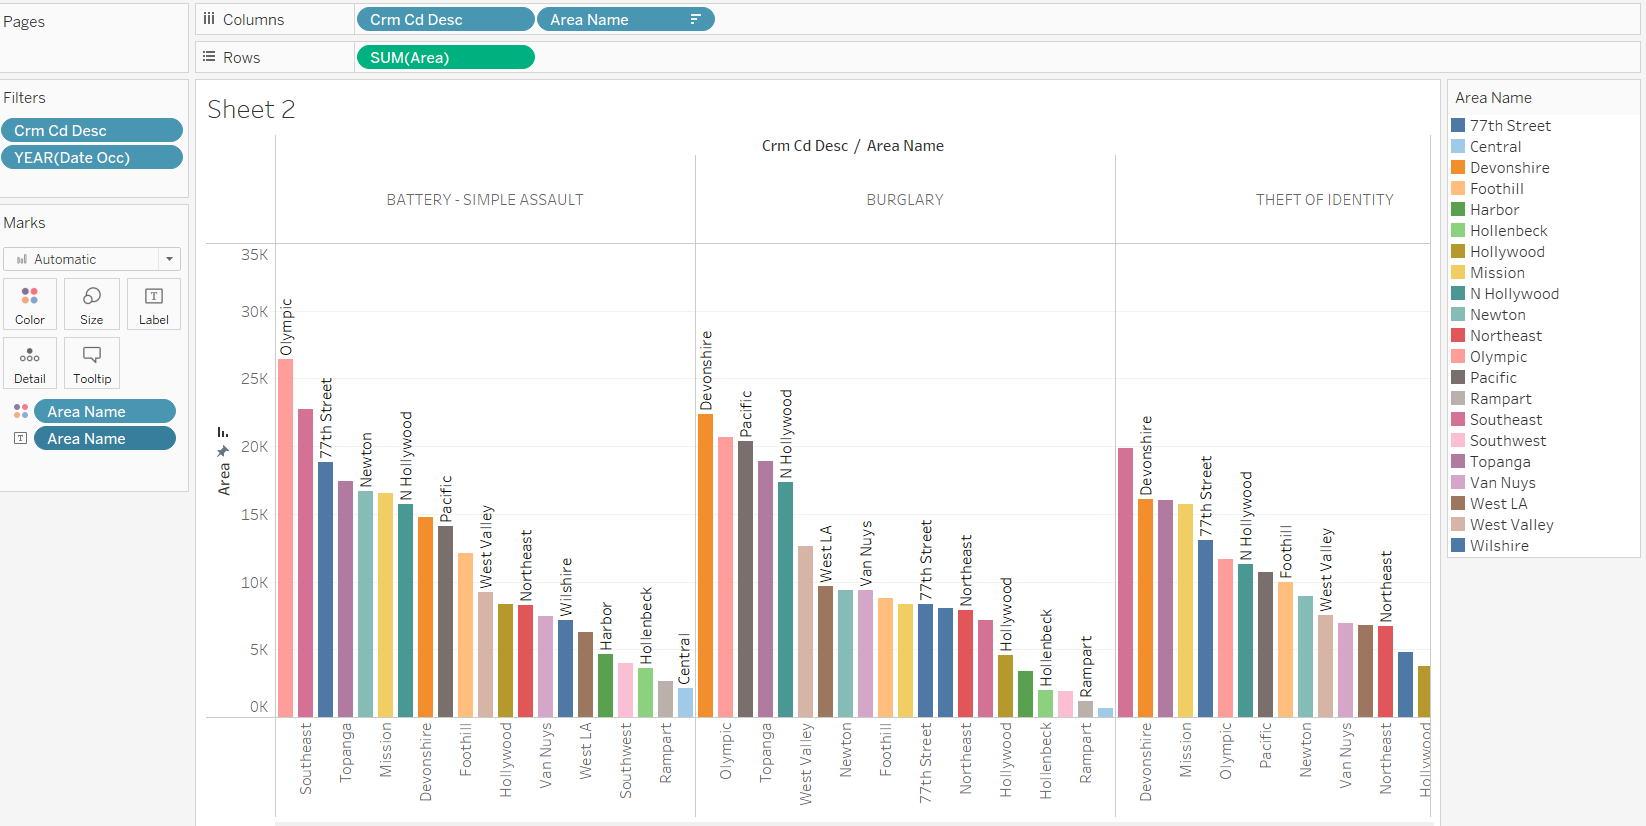 Pages
Columns
Crm Cd Desc
Area Name
Rows
SUM(Area)
Filters
Crm Cd Desc
YEAR(Date Occ)
Marks
Automatic
Color
Size
Label
Detail
Tooltip
Area Name
Area Name
Sheet 2
Crm Cd Desc / Area Name
BATTERY - SIMPLE ASSAULT
BURGLARY
THEFT OF IDENTITY
Area
35K
30K
25K
20K
15K
10K
5K
0K
Olympic
77th Street
Newton
N Hollywood
Pacific
West Valley
Northeast
Wilshire
Harbor
Hollenbeck
Central
Devonshire
Pacific
N Hollywood
West LA
Van Nuys
77th Street
Northeast
Hollywood
Hollenbeck
Rampart
Devonshire
77th Street
N Hollywood
Foothill
West Valley
Northeast
Southeast
Topanga
Mission
Devonshire
Foothill
Hollywood
Van Nuys
West LA
Southwest
Rampart
Olympic
Topanga
West Valley
Newton
Foothill
77th Street
Northeast
Hollywood
Hollenbeck
Rampart
Devonshire
Mission
Olympic
Pacific
Newton
Van Nuys
Northeast
Hollywood
Area Name
77th Street
Central
Devonshire
Foothill
Harbor
Hollenbeck
Hollywood
Mission
N Hollywood
Newton
Northeast
Olympic
Pacific
Rampart
Southeast
Southwest
Topanga
Van Nuys
West LA
West Valley
Wilshire